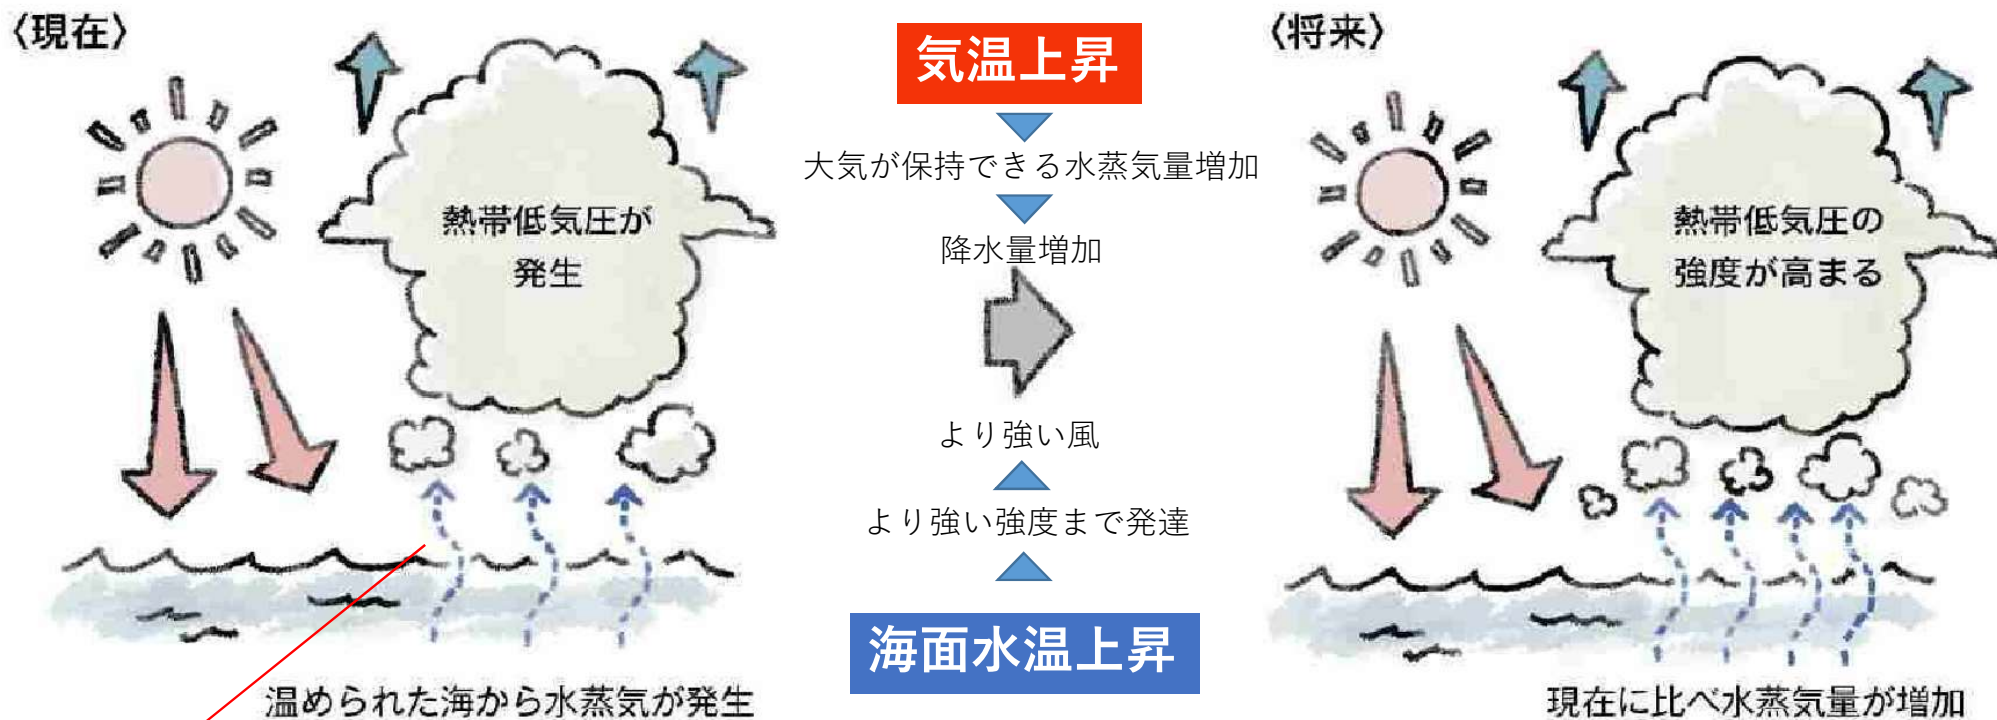 〈現在〉
熱帯低気圧が
発生
温められた海から水蒸気が発生
気温上昇
大気が保持できる水蒸気量増加
降水量増加
より強い風
より強い強度まで発達
海面水温上昇
〈将来〉
熱帯低気圧の
強度が高まる
現在に比べ水蒸気量が増加